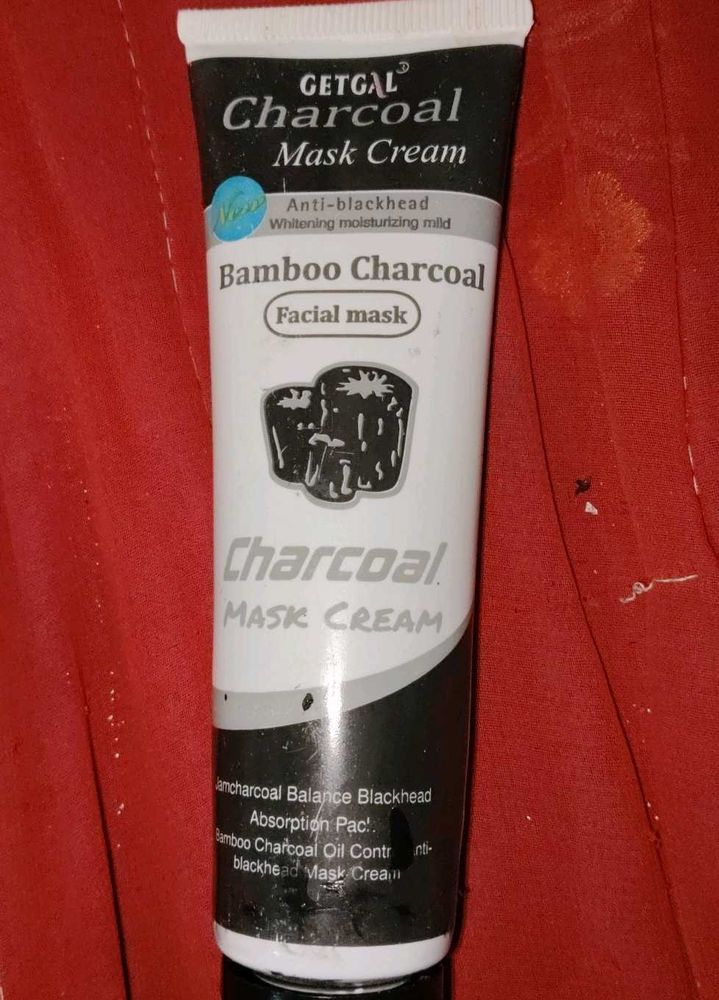 GETGAL®
Charcoal
Mask Cream
New
Anti-blackhead
Whitening moisturizing mild
Bamboo Charcoal
Facial mask
Charcoal
MASK CREAM
Jamcharcoal Balance Blackhead
Absorption
Bamboo Charcoal Oil
blackhead Mask Cream